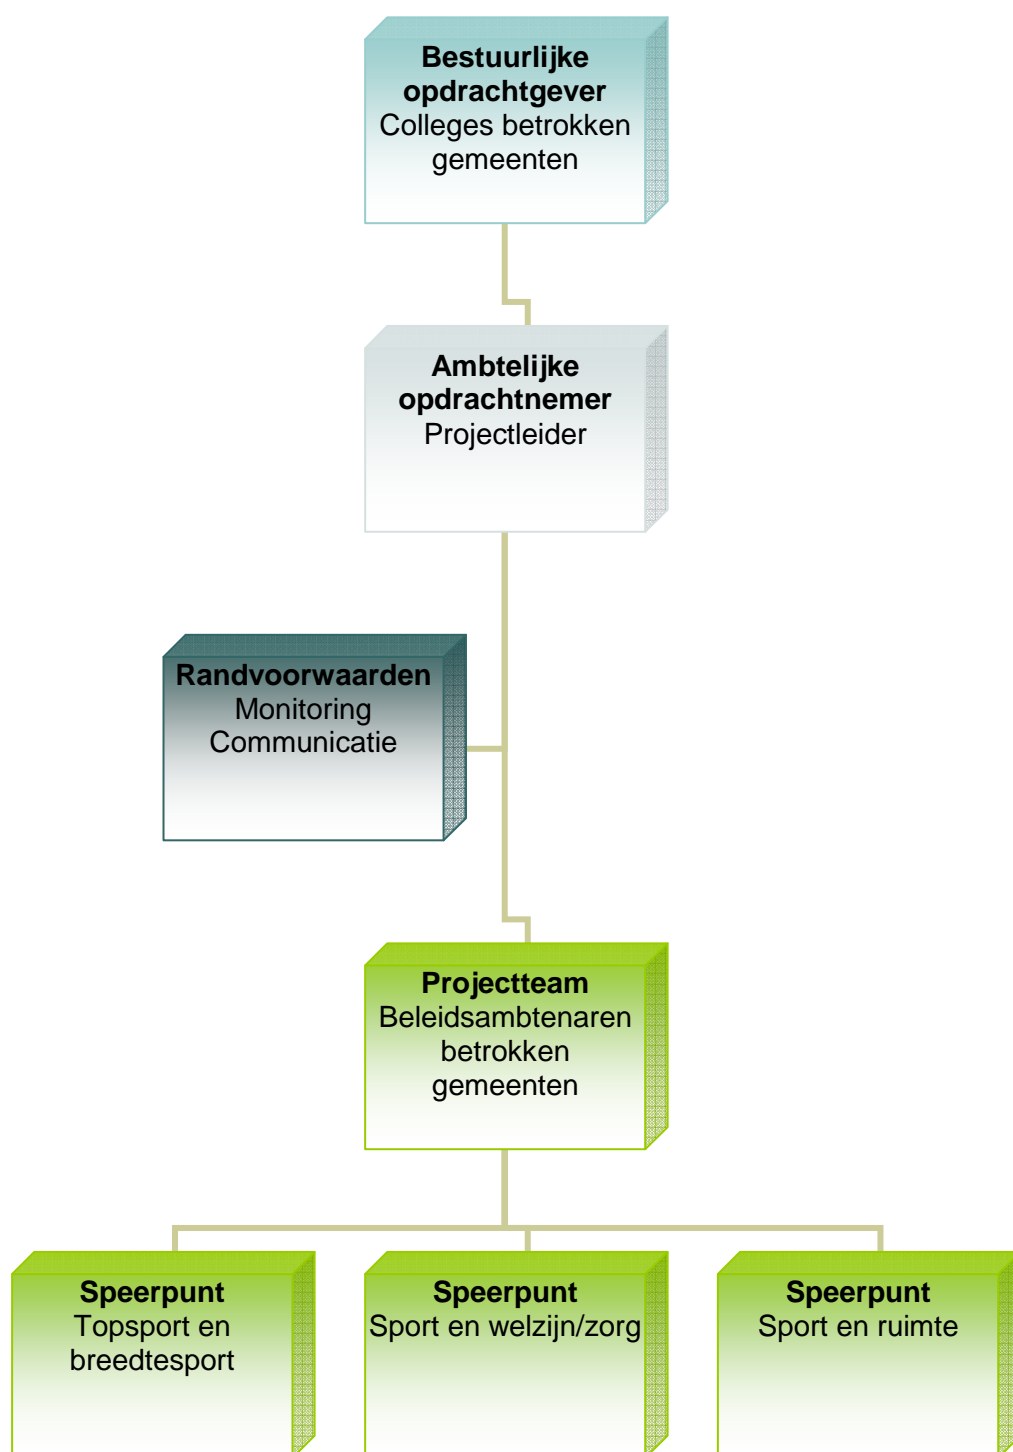 Bestuurlijke
opdrachtgever
Colleges betrokken
gemeenten
Ambtelijke
opdrachtnemer
Projectleider
Randvoorwaarden
Monitoring
Communicatie
Projectteam
Beleidsambtenaren
betrokken
gemeenten
Speerpunt
Topsport en
breedtesport
Speerpunt
Sport en welzijn/zorg
Speerpunt
Sport en ruimte